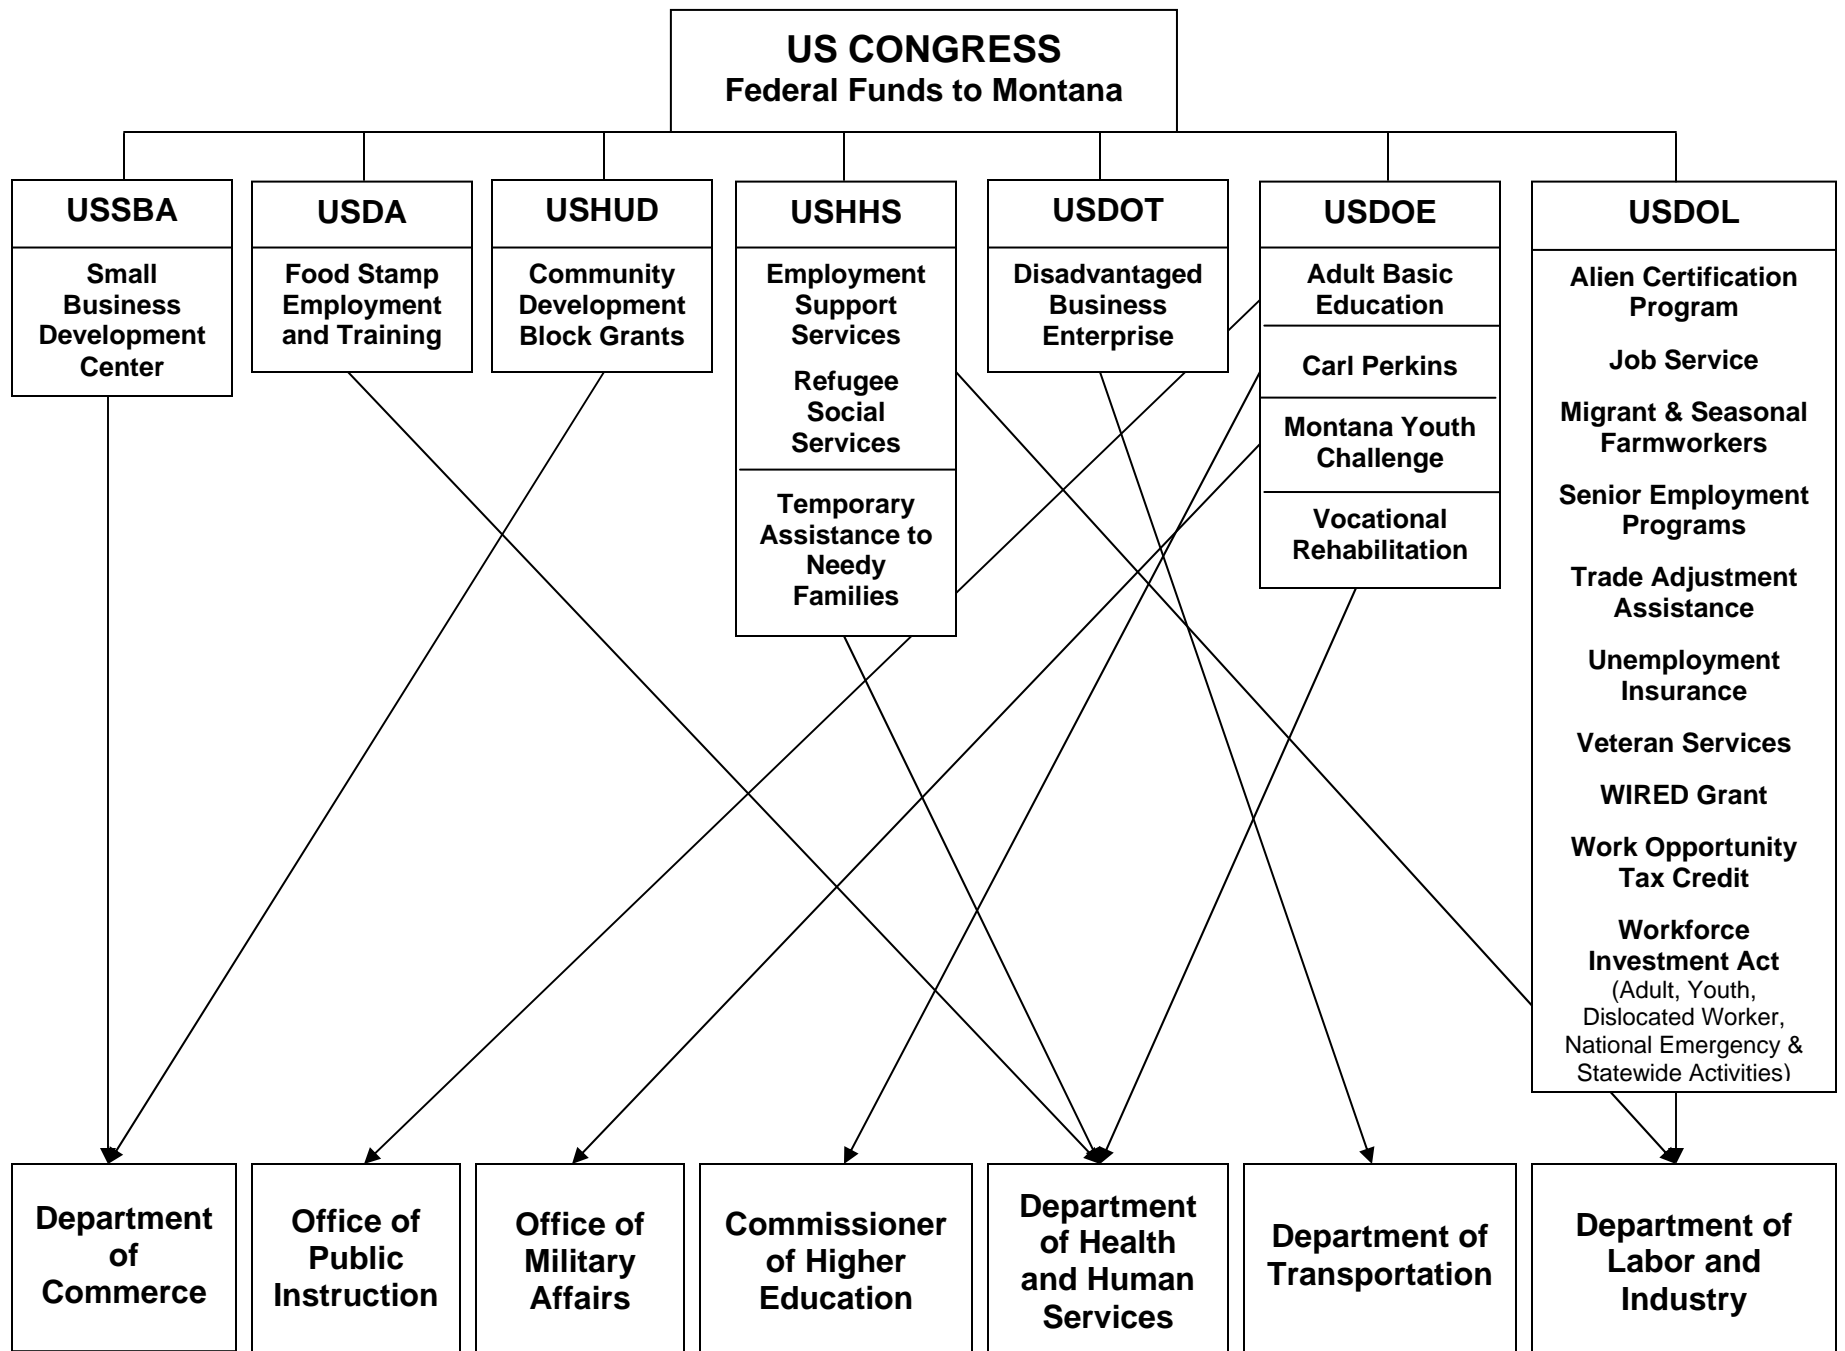 US CONGRESS
Federal Funds to Montana
USSBA
Small
Business
Development
Center
USDA
Food Stamp
Employment
and Training
USHUD
Community
Development
Block Grants
USHHS
Employment
Support
Services
Refugee
Social
Services
Temporary
Assistance to
Needy
Families
USDOT
Disadvantaged
Business
Enterprise
USDOE
Adult Basic
Education
Carl Perkins
Montana Youth
Challenge
Vocational
Rehabilitation
USDOL
Alien Certification
Program
Job Service
Migrant & Seasonal
Farmworkers
Senior Employment
Programs
Trade Adjustment
Assistance
Unemployment
Insurance
Veteran Services
WIRED Grant
Work Opportunity
Tax Credit
Workforce
Investment Act
(Adult, Youth,
Dislocated Worker,
National Emergency &
Statewide Activities)
Department
of
Commerce
Office of
Public
Instruction
Office of
Military
Affairs
Commissioner
of Higher
Education
Department
of Health
and Human
Services
Department of
Transportation
Department of
Labor and
Industry